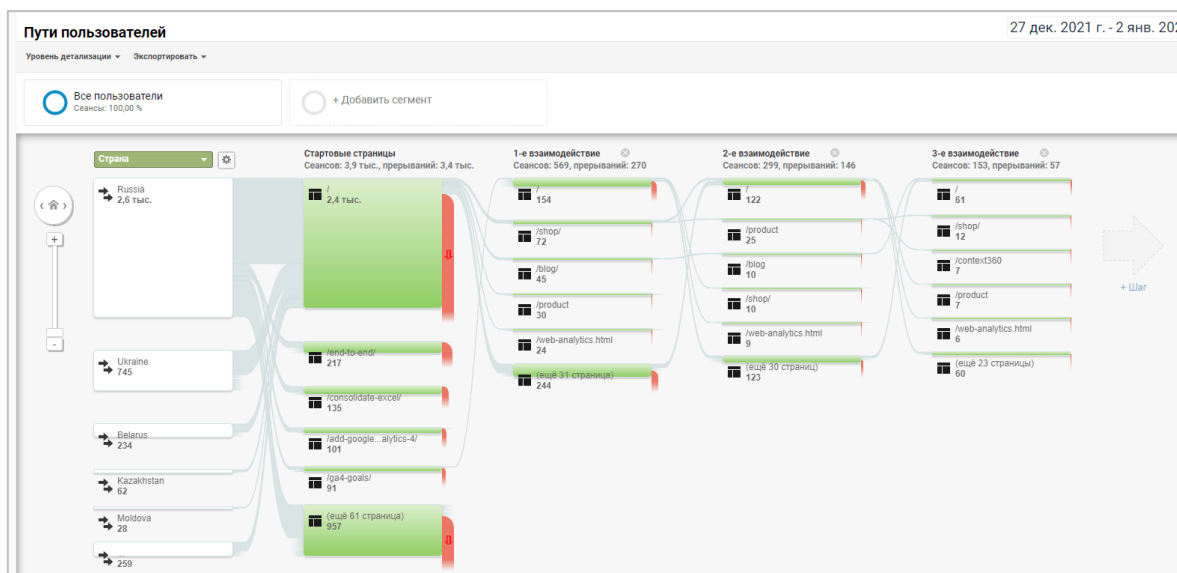 Пути пользователей
27 дек. 2021 г. - 2 янв. 202
Уровень детализации
Экспортировать
Все пользователи
Сеансы: 100,00 %
+ Добавить сегмент
Страна
Стартовые страницы
Сеансов: 3,9 тыс., прерываний: 3,4 тыс.
1-е взаимодействие
Сеансов: 569, прерываний: 270
2-е взаимодействие
Сеансов: 299, прерываний: 146
3-е взаимодействие
Сеансов: 153, прерываний: 57
Russia
2,6 тыс.
Ukraine
745
Belarus
234
Kazakhstan
62
Moldova
28
...
259
/
2,4 тыс.
/end-to-end/
217
/consolidate-excel/
135
/add-google...alytics-4/
101
/ga4-goals/
91
(ещё 61 страница)
957
/
154
/shop/
72
/blog/
45
/product
30
/web-analytics.html
24
(ещё 31 страница)
244
/
122
/product
25
/blog
10
/shop/
10
/web-analytics.html
9
(ещё 30 страниц)
123
/
61
/shop/
12
/context360
7
/product
7
/web-analytics.html
6
(ещё 23 страницы)
60
+ Шаг